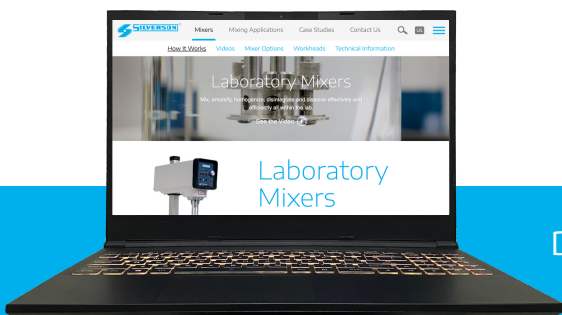 SILVERSON
Mixers Mixing Applications Case Studies Contact Us US
How It Works Videos Mixer Options Workheads Technical Information
Laboratory Mixers
Mix, emulsify, homogenize, disintegrate and dissolve effectively and
efficiently all within the lab.
See the Video
Laboratory
Mixers